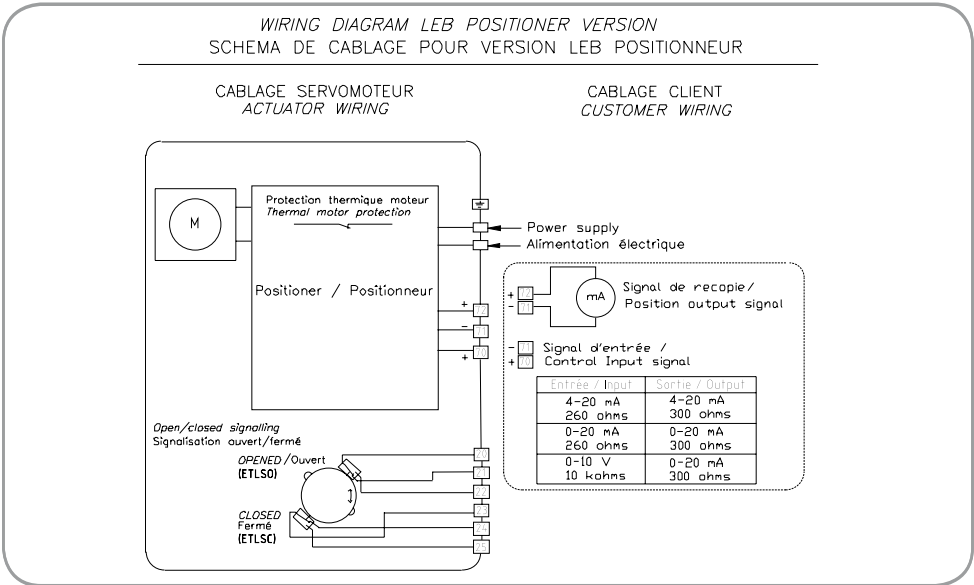 WIRING DIAGRAM LEB POSITIONER VERSION
SCHEMA DE CABLAGE POUR VERSION LEB POSITIONNEUR
CABLAGE SERVOMOTEUR
ACTUATOR WIRING
CABLAGE CLIENT
CUSTOMER WIRING
M
Protection thermique moteur
Thermal motor protection
Positioner / Positionneur
Power supply
Alimentation électrique
+ 72
- 71
+ 70
+ 72
- 71
mA
Signal de recopie/
Position output signal
- 71 Signal d'entrée /
+ 70 Control Input signal
Entrée / Input Sortie / Output
4-20 mA 4-20 mA
260 ohms 300 ohms
0-20 mA 0-20 mA
260 ohms 300 ohms
0-10 V 0-20 mA
10 kohms 300 ohms
Open/closed signalling
Signalisation ouvert/fermé
OPENED /Ouvert
(ETLSO)
CLOSED
Fermé
(ETLSC)
20
21
22
23
24
25